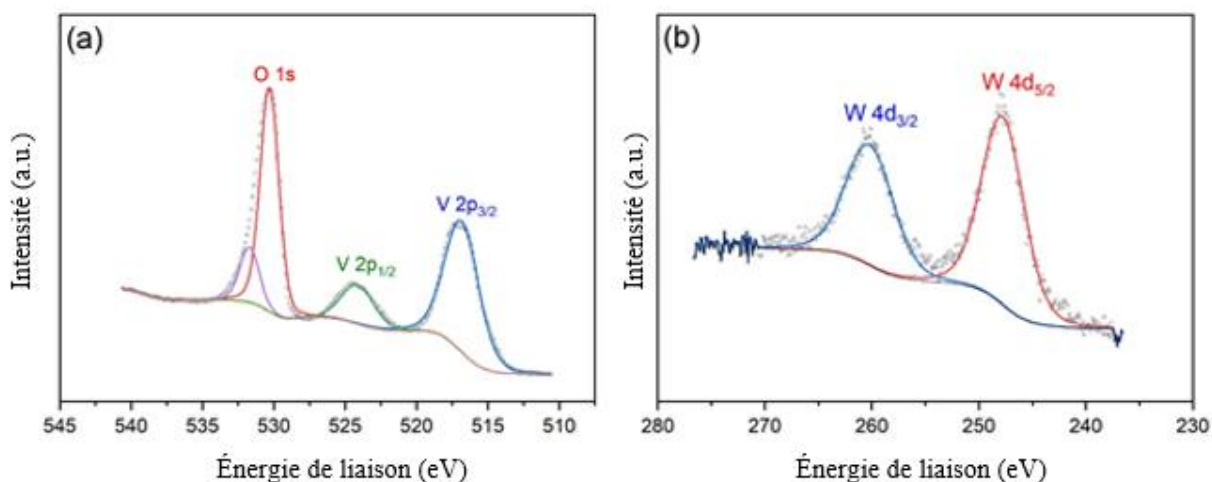 (a)
O 1s
V 2p3/2
V 2p1/2
Intensité (a.u.)
545 540 535 530 525 520 515 510
Énergie de liaison (eV)
(b)
W 4d5/2
W 4d3/2
Intensité (a.u.)
280 270 260 250 240 230
Énergie de liaison (eV)